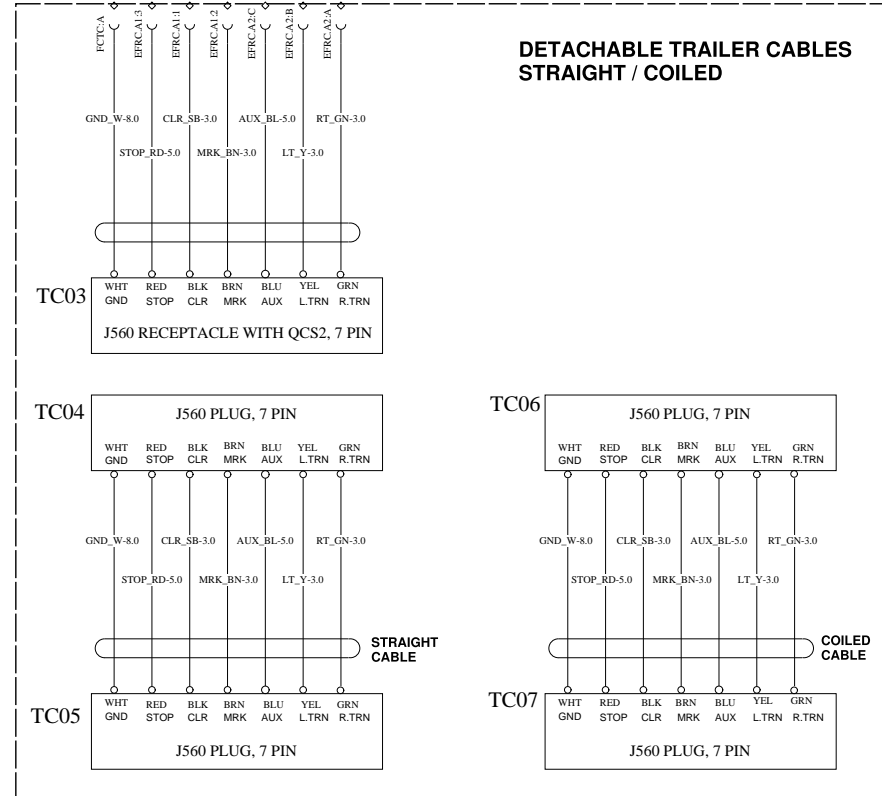 FCTC:A
EFRC.A1:3
EFRC.A1:1
EFRC.A1:2
EFRC.A2:C
EFRC.A2:B
EFRC.A2:A
DETACHABLE TRAILER CABLES
STRAIGHT / COILED
GND_W-8.0 CLR_SB-3.0 AUX_BL-5.0 RT_GN-3.0
STOP_RD-5.0 MRK_BN-3.0 LT_Y-3.0
TC03
WHT RED BLK BRN BLU YEL GRN
GND STOP CLR MRK AUX L.TRN R.TRN
J560 RECEPTACLE WITH QCS2, 7 PIN
TC04
J560 PLUG, 7 PIN
WHT RED BLK BRN BLU YEL GRN
GND STOP CLR MRK AUX L.TRN R.TRN
GND_W-8.0 CLR_SB-3.0 AUX_BL-5.0 RT_GN-3.0
STOP_RD-5.0 MRK_BN-3.0 LT_Y-3.0
STRAIGHT
CABLE
TC05
WHT RED BLK BRN BLU YEL GRN
GND STOP CLR MRK AUX L.TRN R.TRN
J560 PLUG, 7 PIN
TC06
J560 PLUG, 7 PIN
WHT RED BLK BRN BLU YEL GRN
GND STOP CLR MRK AUX L.TRN R.TRN
GND_W-8.0 CLR_SB-3.0 AUX_BL-5.0 RT_GN-3.0
STOP_RD-5.0 MRK_BN-3.0 LT_Y-3.0
COILED
CABLE
TC07
WHT RED BLK BRN BLU YEL GRN
GND STOP CLR MRK AUX L.TRN R.TRN
J560 PLUG, 7 PIN